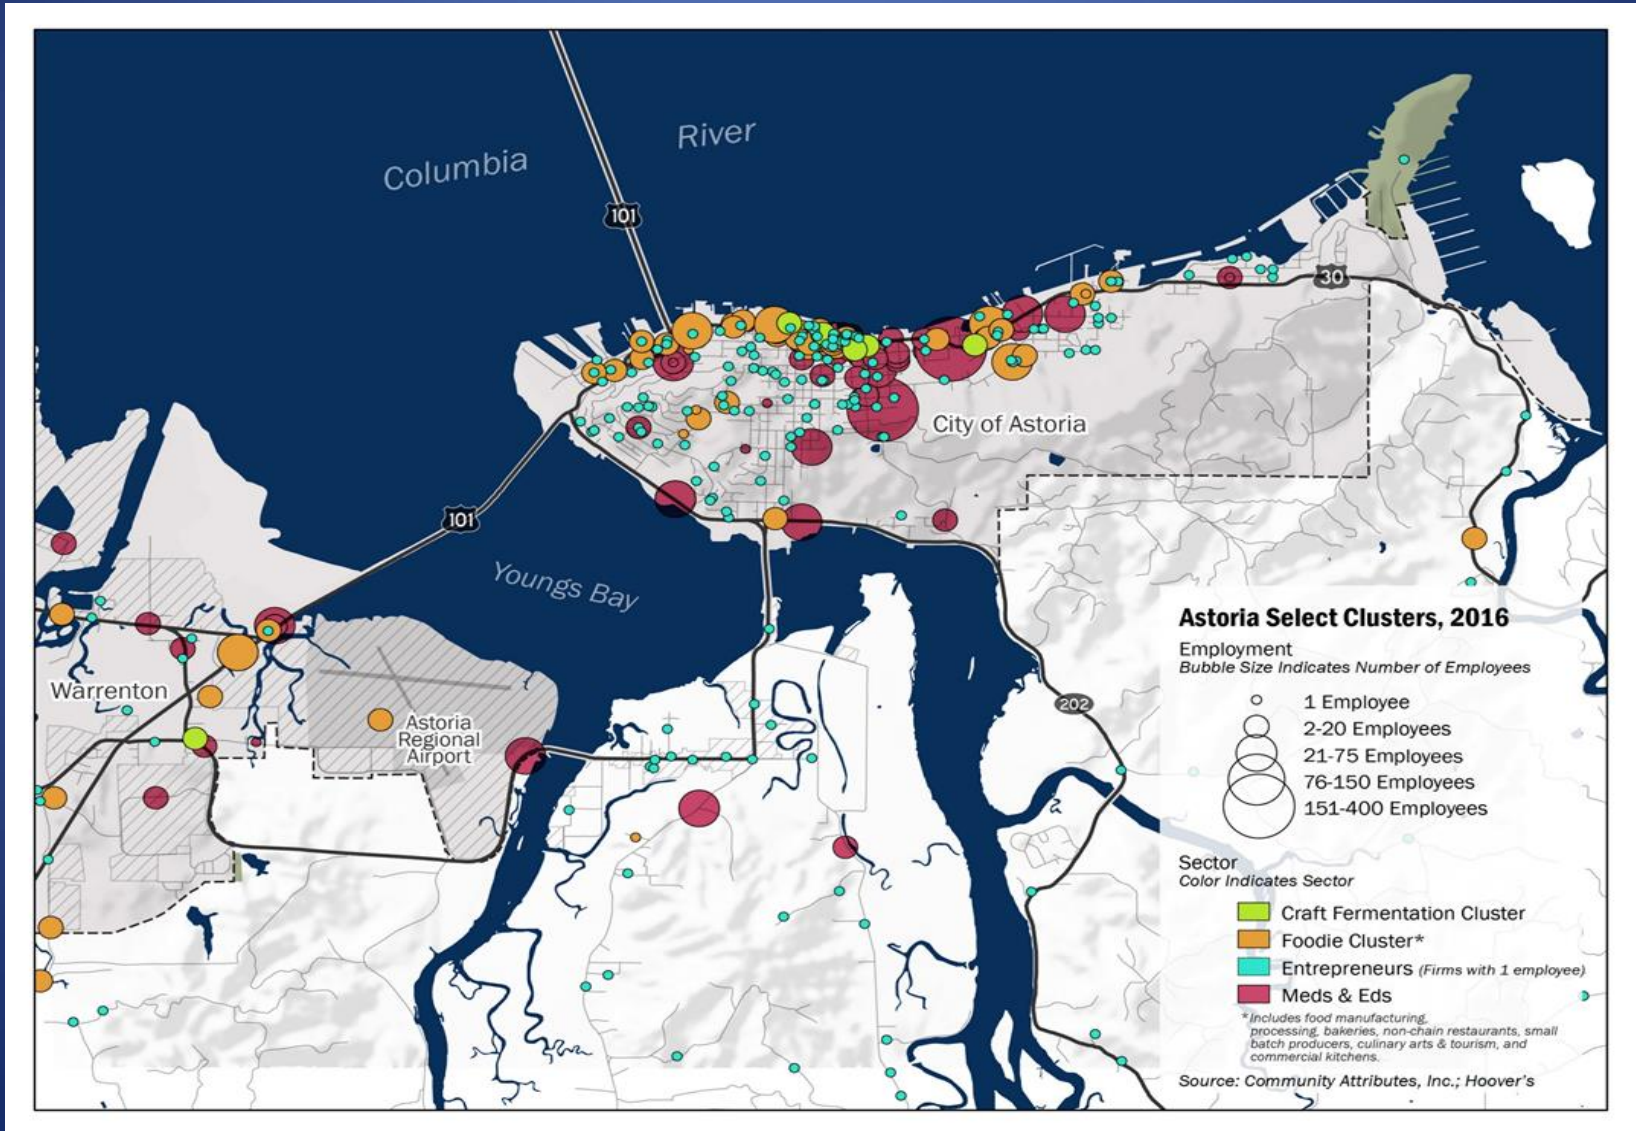 Columbia
River
101
30
City of Astoria
101
Youngs Bay
Warrenton
Astoria
Regional
Airport
202
Astoria Select Clusters, 2016
Employment
Bubble Size Indicates Number of Employees
1 Employee
2-20 Employees
21-75 Employees
76-150 Employees
151-400 Employees
Sector
Color Indicates Sector
Craft Fermentation Cluster
Foodie Cluster*
Entrepreneurs (Firms with 1 employee)
Meds & Eds
*Includes food manufacturing,
processing, bakeries, non-chain restaurants, small
batch producers, culinary arts & tourism, and
commercial kitchens.
Source: Community Attributes, Inc.; Hoover's